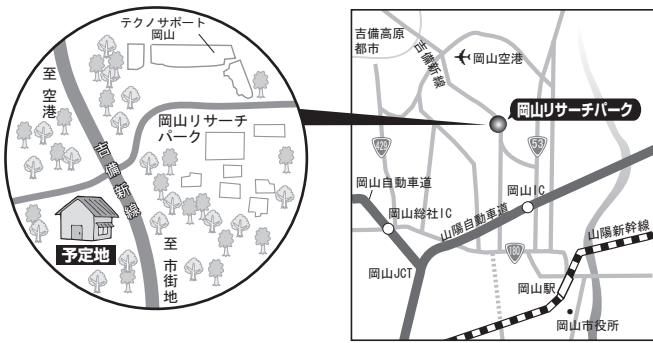 テクノサポート
岡山
至 空港
岡山リサーチ
パーク
吉備新線
予定地
至 市街地
吉備高原
都市
吉備新線
岡山空港
岡山リサーチパーク
429
53
岡山自動車道
岡山IC
岡山総社IC
山陽自動車道
山陽新幹線
180
岡山JCT
岡山駅
岡山市役所